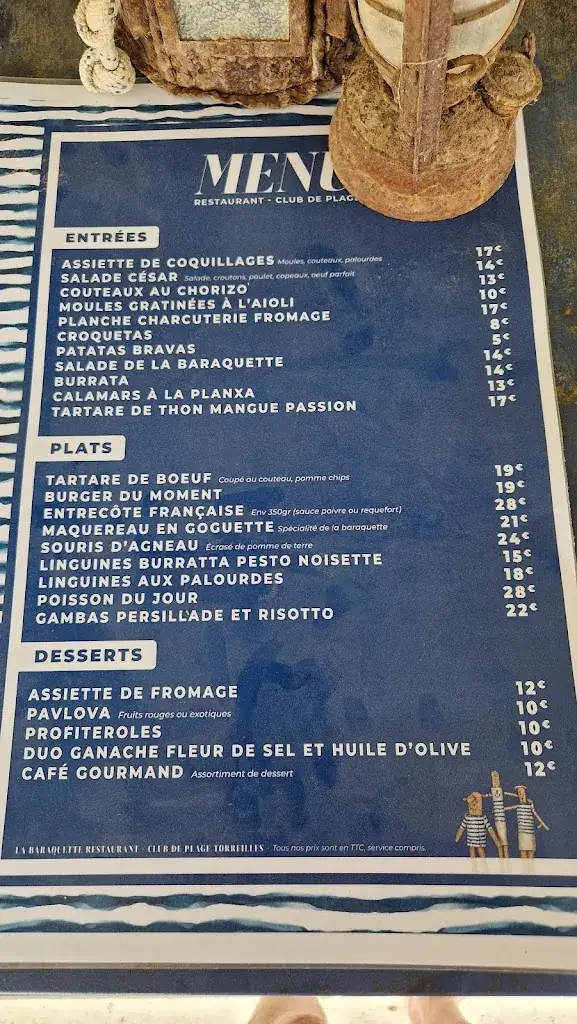 MENU
RESTAURANT - CLUB DE PLAGE
ENTRÉES
ASSIETTE DE COQUILLAGES Moules, couteaux, palourdes 17€
SALADE CÉSAR Salade, croutons, poulet, copeaux, oeuf parfait 14€
COUTEAUX AU CHORIZO 13€
MOULES GRATINÉES À L'AIOLI 10€
PLANCHE CHARCUTERIE FROMAGE 17€
CROQUETAS 8€
PATATAS BRAVAS 5€
SALADE DE LA BARAQUETTE 14€
BURRATA 14€
CALAMARS À LA PLANXA 13€
TARTARE DE THON MANGUE PASSION 17€
PLATS
TARTARE DE BOEUF Coupé au couteau, pomme chips 19€
BURGER DU MOMENT 19€
ENTRECÔTE FRANÇAISE Env 350gr (sauce poivre ou roquefort) 28€
MAQUEREAU EN GOGUETTE Spécialité de la baraquette 21€
SOURIS D'AGNEAU Écrasé de pomme de terre 24€
LINGUINES BURRATTA PESTO NOISETTE 15€
LINGUINES AUX PALOURDES 18€
POISSON DU JOUR 28€
GAMBAS PERSILLADE ET RISOTTO 22€
DESSERTS
ASSIETTE DE FROMAGE 12€
PAVLOVA Fruits rouges ou exotiques 10€
PROFITEROLES 10€
DUO GANACHE FLEUR DE SEL ET HUILE D'OLIVE 10€
CAFÉ GOURMAND Assortiment de dessert 12€
LA BARAQUETTE RESTAURANT - CLUB DE PLAGE TORREILLES - Tous nos prix sont en TTC, service compris.